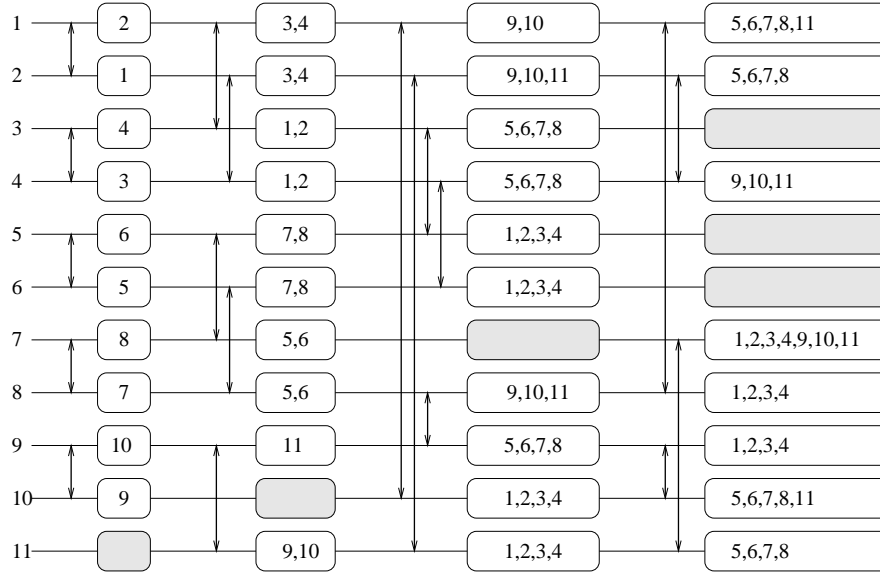 1 2 3,4 9,10 5,6,7,8,11
2 1 3,4 9,10,11 5,6,7,8
3 4 1,2 5,6,7,8
4 3 1,2 5,6,7,8 9,10,11
5 6 7,8 1,2,3,4
6 5 7,8 1,2,3,4
7 8 5,6 1,2,3,4,9,10,11
8 7 5,6 9,10,11 1,2,3,4
9 10 11 5,6,7,8 1,2,3,4
10 9 1,2,3,4 5,6,7,8,11
11 9,10 1,2,3,4 5,6,7,8